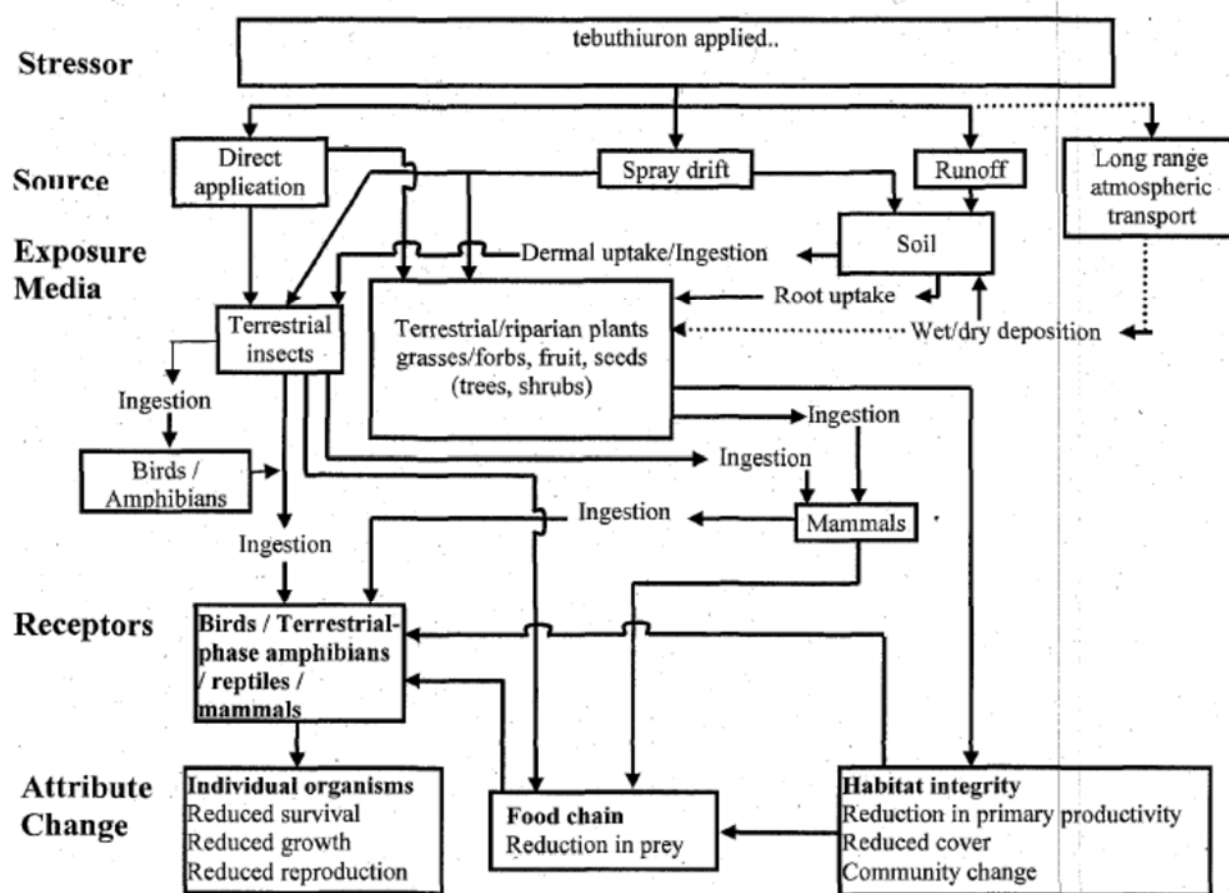 tebuthiuron applied..
Stressor
Direct
application
Spray drift
Runoff
Long range
atmospheric
transport
Source
Soil
Exposure
Media
Dermal uptake/Ingestion
Root uptake
Wet/dry deposition
Terrestrial
insects
Terrestrial/riparian plants
grasses/forbs, fruit, seeds
(trees, shrubs)
Ingestion
Ingestion
Ingestion
Birds /
Amphibians
Ingestion
Mammals
Ingestion
Receptors
Birds / Terrestrial-
phase amphibians
/ reptiles /
mammals
Attribute
Change
Individual organisms
Reduced survival
Reduced growth
Reduced reproduction
Food chain
Reduction in prey
Habitat integrity
Reduction in primary productivity
Reduced cover
Community change